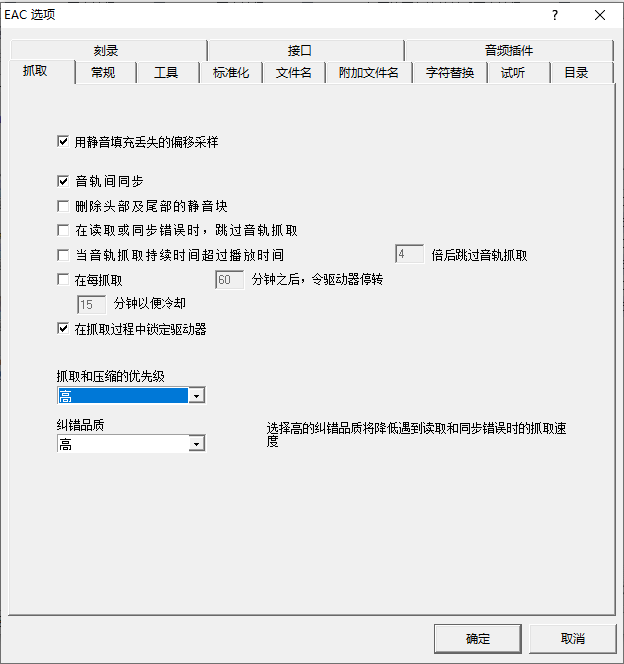 EAC 选项
?
刻录 接口 音频插件
抓取 常规 工具 标准化 文件名 附加文件名 字符替换 试听 目录
用静音填充丢失的偏移采样
音轨间同步
删除头部及尾部的静音块
在读取或同步错误时，跳过音轨抓取
当音轨抓取持续时间超过播放时间 4 倍后跳过音轨抓取
在每抓取 60 分钟之后，令驱动器停转
15 分钟以便冷却
在抓取过程中锁定驱动器
抓取和压缩的优先级
高
纠错品质
高
选择高的纠错品质将降低遇到读取和同步错误时的抓取速
度
确定 取消